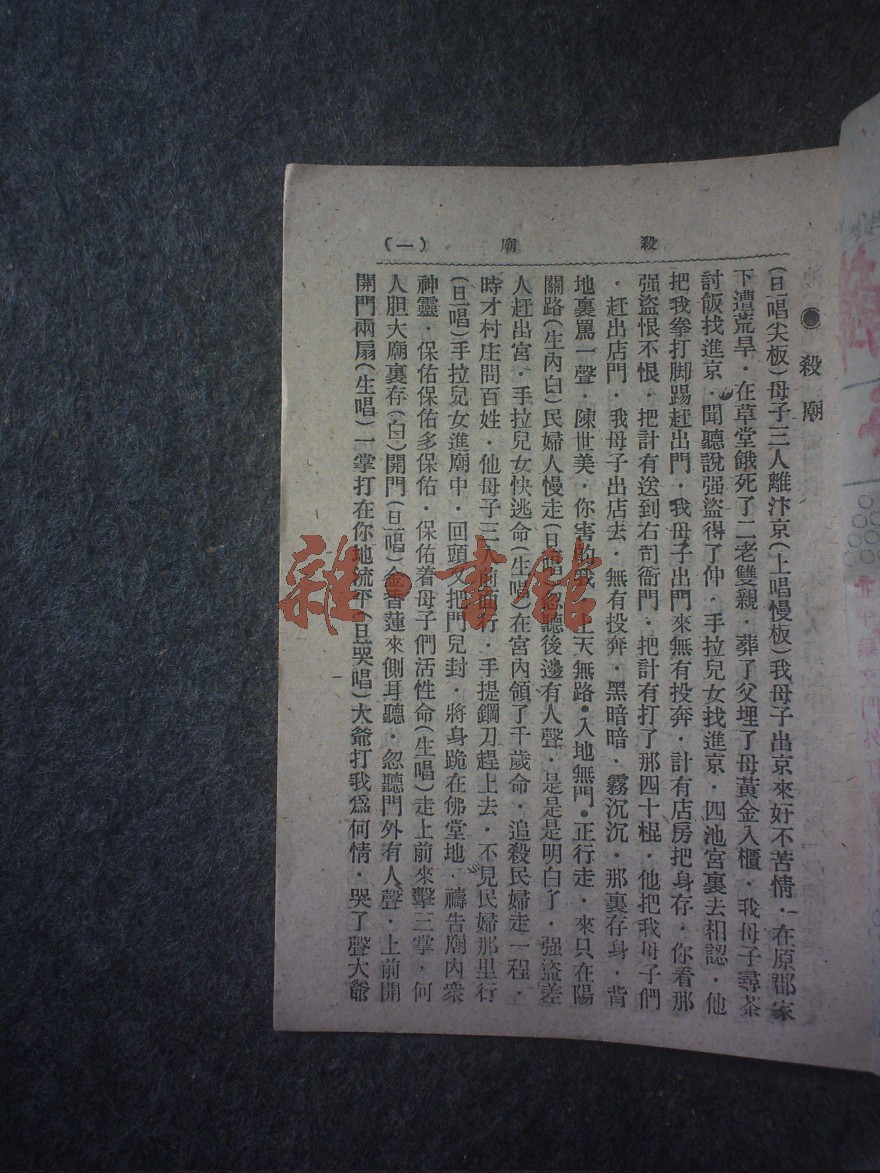 殺廟(一)
●殺廟
(旦唱尖板)母子三人離汴京(上唱慢板)我母子出京來好不苦情·在原郡家
下遭荒旱·在草堂餓死了二老雙親·葬了父埋了母黃金入櫃·我母子尋茶
討飯找進京·聞聽說强盜得了仲·手拉兒女找進京·四池宮裏去相認·他
把我拳打脚踢赶出門·我母子出門來無有投奔·計有店房把身存·你看那
强盜恨不恨·把計有送到右司衙門·把計有打了那四十棍·他把我母子們
·赶出店門·我母子出店去·無有投奔·黑暗暗·霧沉沉·那裏存身·背
地裏罵一聲·陳世美·你害的我·上天無路●入地無門●正行走·來只在陽
關路(生內白)民婦人慢走(旦唱)忽聽後邊有人聲·是是是明白了·强盜差
人赶出宮·手拉兒女快逃命(生唱)在宮內領了千歲命·追殺民婦走一程·
時才村庄問百姓·他母子三人前面行·手提鋼刀趕上去·不見民婦那里行
(旦唱)手拉兒女進廟中·回頭又把門兒封·將身跪在佛堂地·禱告廟內衆
神靈·保佑保佑多保佑·保佑着母子們活性命(生唱)走上前來擊三掌·何
人胆大廟裏存(白)開門(旦唱)金香蓮來側耳聽·忽聽門外有人聲·上前開
開門兩扇(生唱)一掌打在你地流平(旦哭唱)大爺打我爲何情·哭了聲大爺
雜·書館